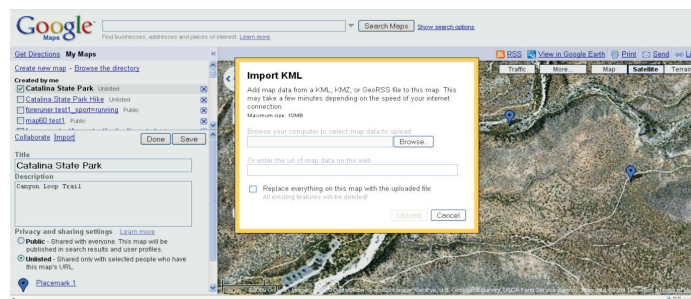 Google
Maps
Search Maps
Show search options
Find businesses, addresses and places of interest. Learn more
Get Directions My Maps
RSS View in Google Earth Print Send
Create new map - Browse the directory
Created by me
Catalina State Park Unlisted
Catalina State Park Hike Unlisted
foreruner test1_sport=running Public
map60 test1 Public
Collaborate Import
Done Save
Title
Catalina State Park
Description
Canyon Loop Trail
Privacy and sharing settings Learn more
Public - Shared with everyone. This map will be
published in search results and user profiles.
Unlisted - Shared only with selected people who have
this map's URL.
Placemark 1
Import KML
Add map data from a KML, KMZ, or GeoRSS file to this map. This
may take a few minutes depending on the speed of your internet
connection.
Maximum size: 10MB
Browse your computer to select map data to upload
Browse..
Or enter the url of map data on the web
Replace everything on this map with the uploaded file
All existing features will be deleted!
Upload Cancel
Traffic More... Map Satellite Terrain